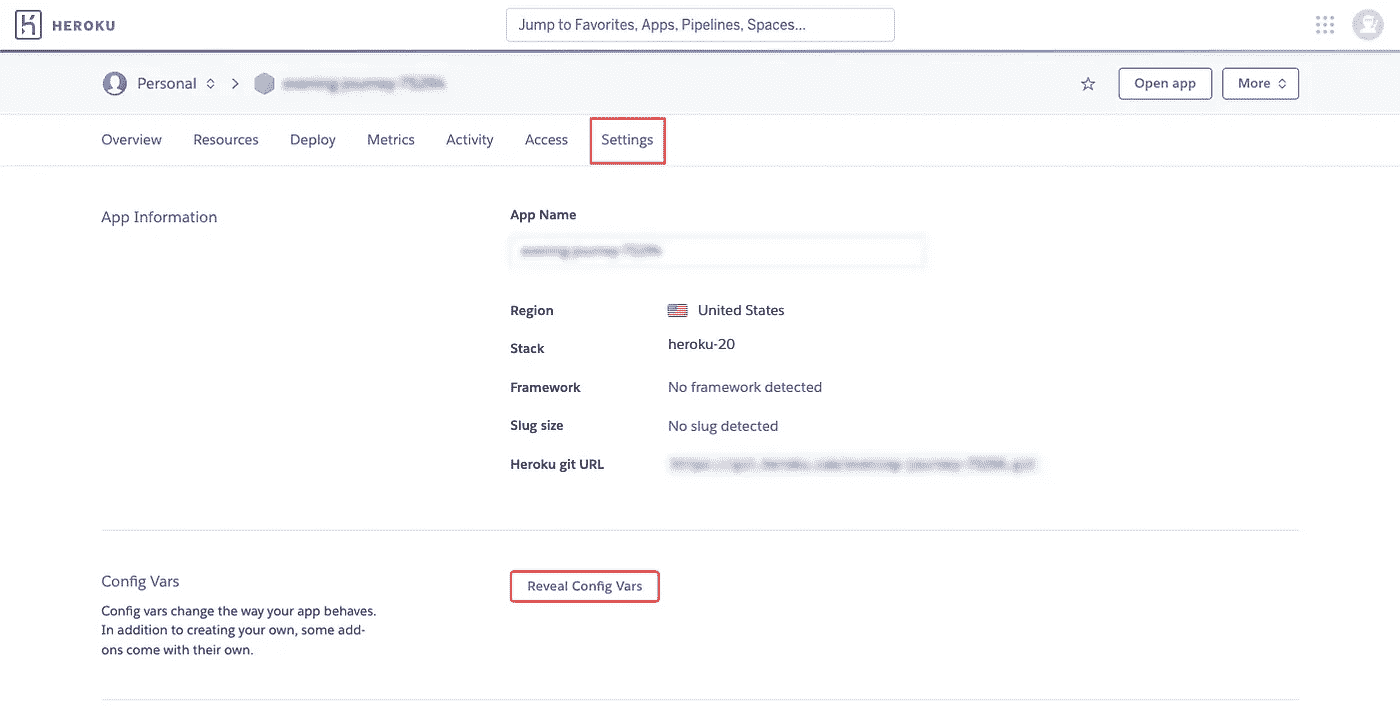 HEROKU
Jump to Favorites, Apps, Pipelines, Spaces...
Personal
Open app
More
Overview
Resources
Deploy
Metrics
Activity
Access
Settings
App Information
App Name
Region
United States
Stack
heroku-20
Framework
No framework detected
Slug size
No slug detected
Heroku git URL
Config Vars
Config vars change the way your app behaves.
In addition to creating your own, some add-
ons come with their own.
Reveal Config Vars